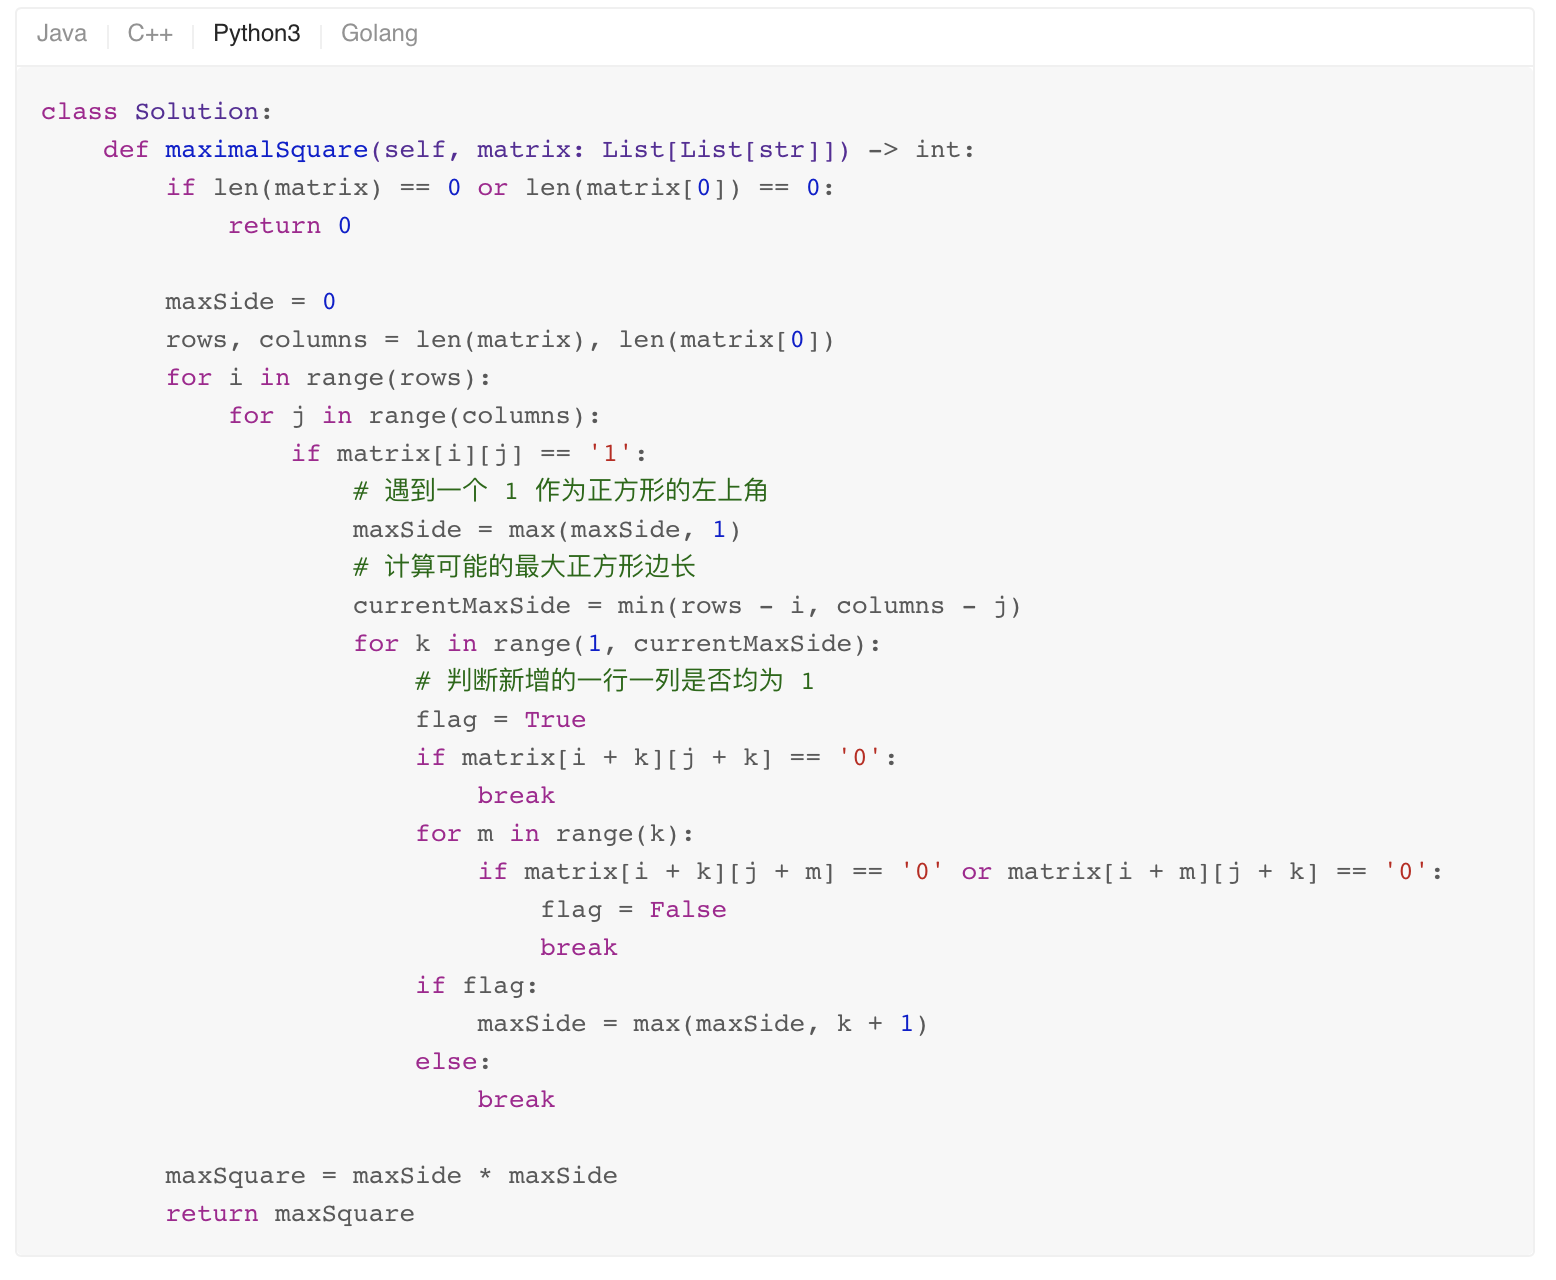 Java C++ Python3 Golang
class Solution:
    def maximalSquare(self, matrix: List[List[str]]) -> int:
        if len(matrix) == 0 or len(matrix[0]) == 0:
            return 0

        maxSide = 0
        rows, columns = len(matrix), len(matrix[0])
        for i in range(rows):
            for j in range(columns):
                if matrix[i][j] == '1':
                    # 遇到一个 1 作为正方形的左上角
                    maxSide = max(maxSide, 1)
                    # 计算可能的最大正方形边长
                    currentMaxSide = min(rows - i, columns - j)
                    for k in range(1, currentMaxSide):
                        # 判断新增的一行一列是否均为 1
                        flag = True
                        if matrix[i + k][j + k] == '0':
                            break
                        for m in range(k):
                            if matrix[i + k][j + m] == '0' or matrix[i + m][j + k] == '0':
                                flag = False
                                break
                        if flag:
                            maxSide = max(maxSide, k + 1)
                        else:
                            break

        maxSquare = maxSide * maxSide
        return maxSquare